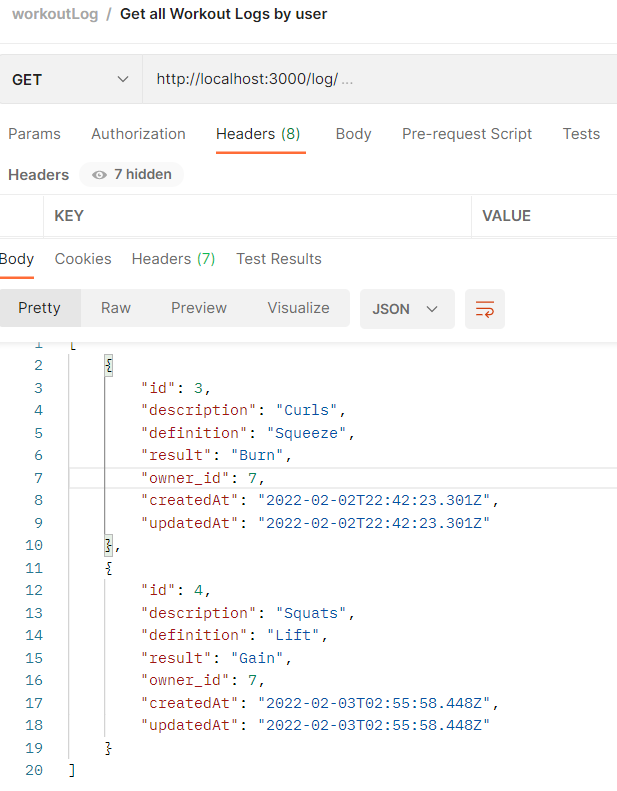 workoutLog / Get all Workout Logs by user
GET http://localhost:3000/log/ ...
Params Authorization Headers (8) Body Pre-request Script Tests
Headers 7 hidden
KEY VALUE
Body Cookies Headers (7) Test Results
Pretty Raw Preview Visualize JSON
1 [
2 {
3 "id": 3,
4 "description": "Curls",
5 "definition": "Squeeze",
6 "result": "Burn",
7 "owner_id": 7,
8 "createdAt": "2022-02-02T22:42:23.301Z",
9 "updatedAt": "2022-02-02T22:42:23.301Z"
10 },
11 {
12 "id": 4,
13 "description": "Squats",
14 "definition": "Lift",
15 "result": "Gain",
16 "owner_id": 7,
17 "createdAt": "2022-02-03T02:55:58.448Z",
18 "updatedAt": "2022-02-03T02:55:58.448Z"
19 }
20 ]